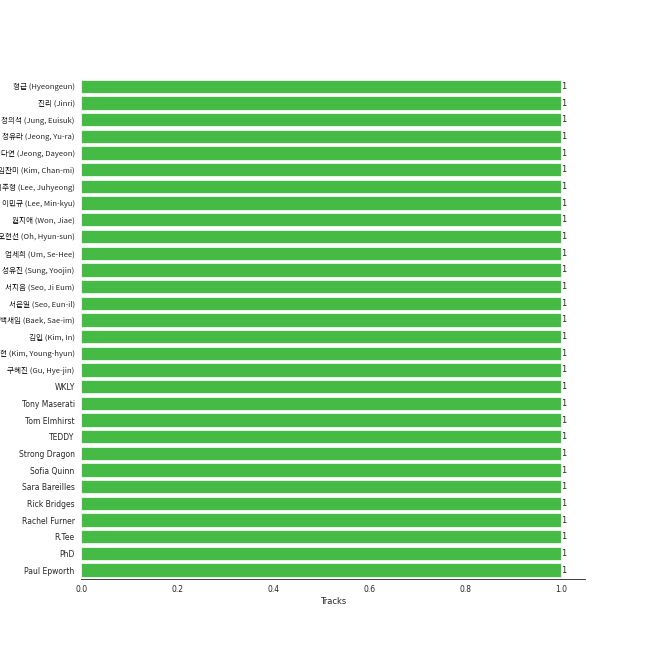 형근 (Hyeongeun) 1
진리 (Jinri) 1
정의석 (Jung, Euisuk) 1
정유라 (Jeong, Yu-ra) 1
다연 (Jeong, Dayeon) 1
김찬미 (Kim, Chan-mi) 1
주형 (Lee, Juhyeong) 1
이민규 (Lee, Min-kyu) 1
원지애 (Won, Jiae) 1
오현선 (Oh, Hyun-sun) 1
엄세희 (Um, Se-Hee) 1
성유진 (Sung, Yoojin) 1
서지음 (Seo, Ji Eum) 1
서은일 (Seo, Eun-il) 1
백새임 (Baek, Sae-im) 1
김인 (Kim, In) 1
현 (Kim, Young-hyun) 1
구혜진 (Gu, Hye-jin) 1
WKLY 1
Tony Maserati 1
Tom Elmhirst 1
TEDDY 1
Strong Dragon 1
Sofia Quinn 1
Sara Bareilles 1
Rick Bridges 1
Rachel Furner 1
R.Tee 1
PhD 1
Paul Epworth 1
0.0 0.2 0.4 0.6 0.8 1.0
Tracks